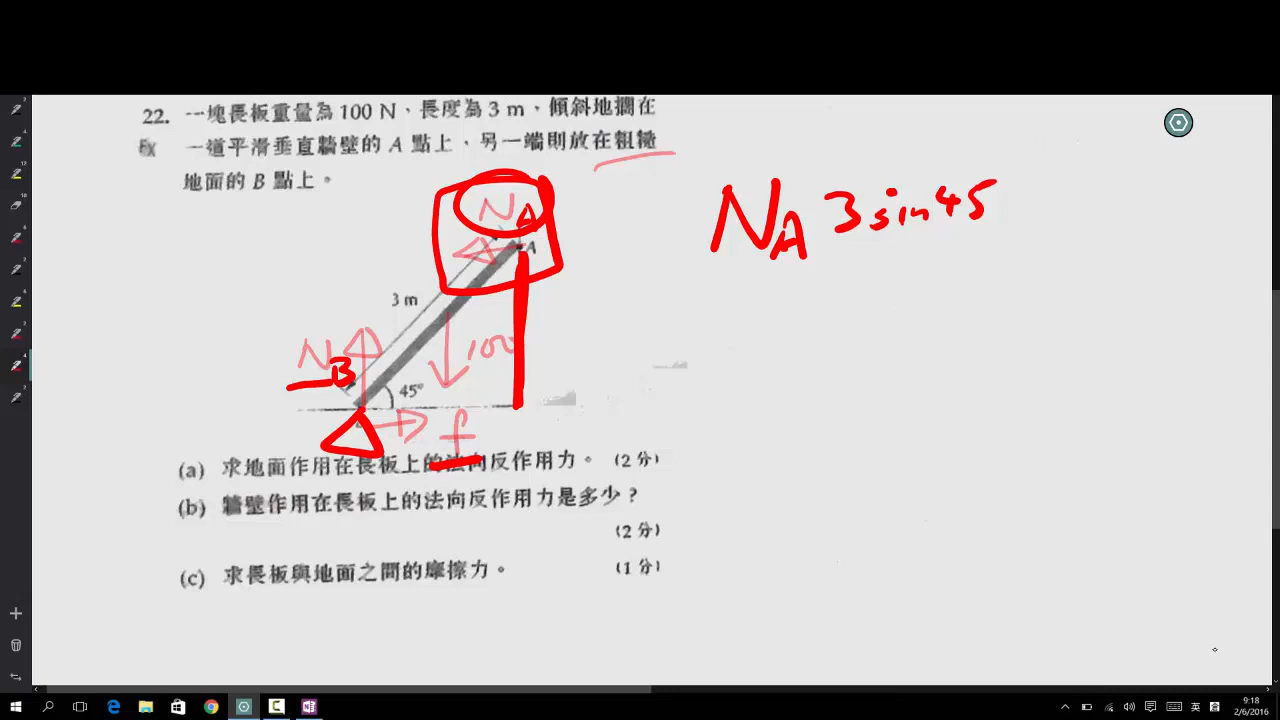 22. 一塊長板重量為 100 N，長度為 3 m，傾斜地擱在
一道平滑垂直牆壁的 A 點上，另一端則放在粗糙
地面的 B 點上。
N A
A
3 m
N B
100
45°
f
N A 3 sin 45
(a) 求地面作用在長板上的法向反作用力。 (2 分)
(b) 牆壁作用在長板上的法向反作用力是多少？
(2 分)
(c) 求長板與地面之間的摩擦力。 (1 分)
英
9:18
2/6/2016